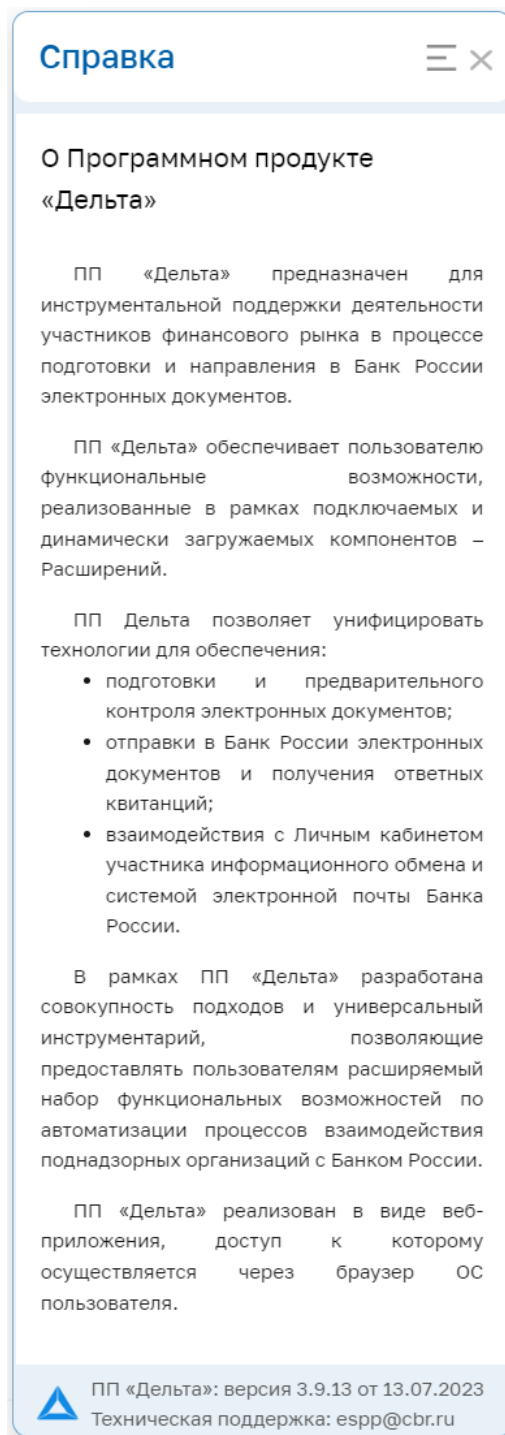 Справка
О Программном продукте
«Дельта»
ПП «Дельта» предназначен для
инструментальной поддержки деятельности
участников финансового рынка в процессе
подготовки и направления в Банк России
электронных документов.
ПП «Дельта» обеспечивает пользователю
функциональные возможности,
реализованные в рамках подключаемых и
динамически загружаемых компонентов –
Расширений.
ПП Дельта позволяет унифицировать
технологии для обеспечения:
• подготовки и предварительного
контроля электронных документов;
• отправки в Банк России электронных
документов и получения ответных
квитанций;
• взаимодействия с Личным кабинетом
участника информационного обмена и
системой электронной почты Банка
России.
В рамках ПП «Дельта» разработана
совокупность подходов и универсальный
инструментарий, позволяющие
предоставлять пользователям расширяемый
набор функциональных возможностей по
автоматизации процессов взаимодействия
поднадзорных организаций с Банком России.
ПП «Дельта» реализован в виде веб-
приложения, доступ к которому
осуществляется через браузер ОС
пользователя.
ПП «Дельта»: версия 3.9.13 от 13.07.2023
Техническая поддержка: espp@cbr.ru